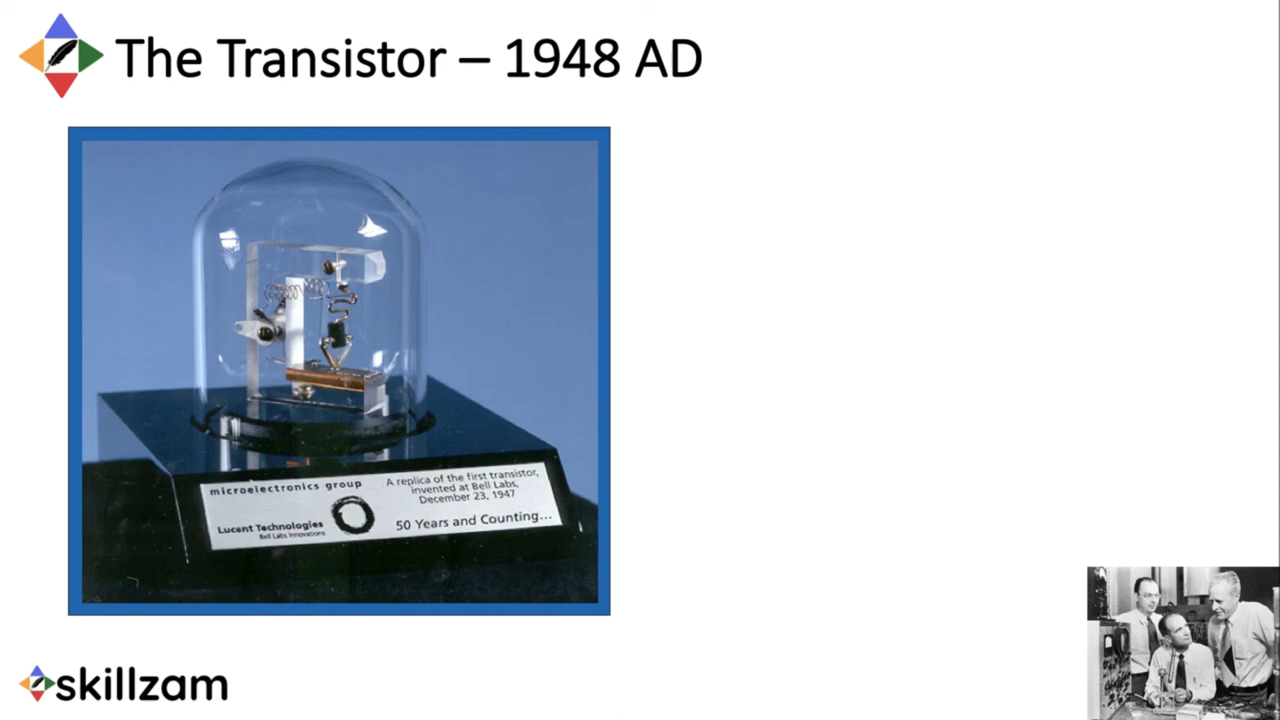 The Transistor – 1948 AD
microelectronics group
Lucent Technologies
Bell Labs Innovations
A replica of the first transistor,
invented at Bell Labs,
December 23, 1947
50 Years and Counting...
skillzam